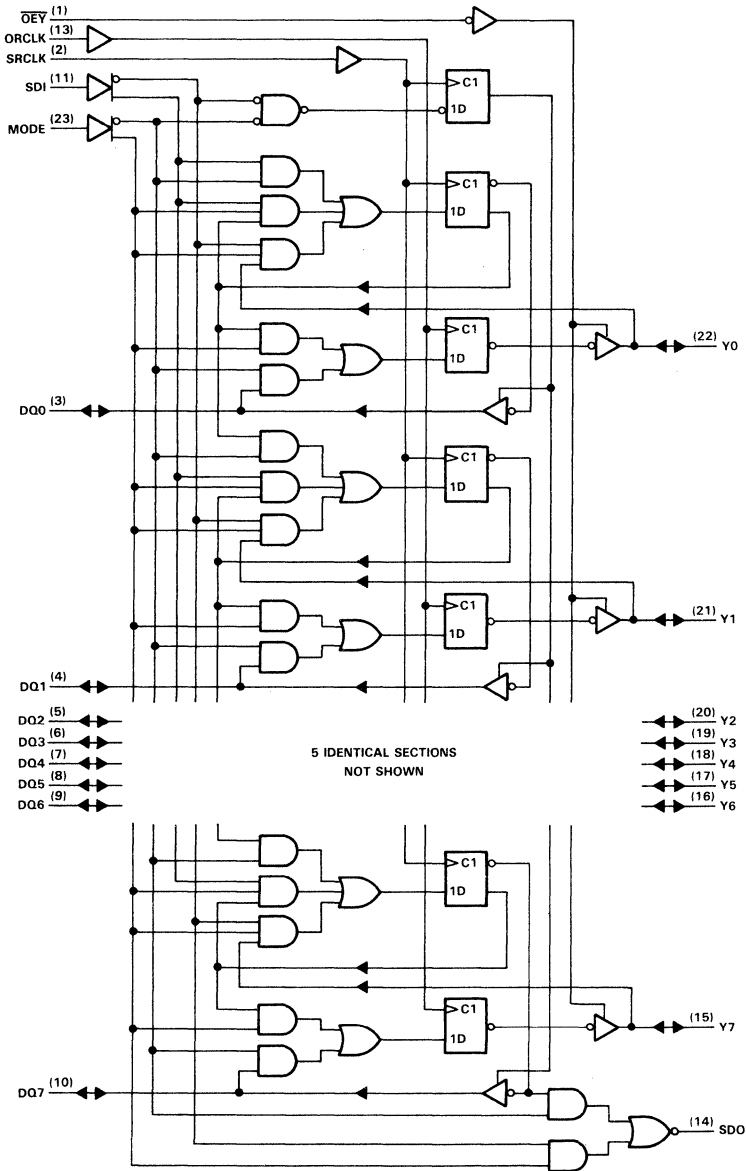 OEY (1)
ORCLK (13)
SRCLK (2)
SDI (11)
MODE (23)
C1
1D
C1
1D
C1
1D
(22) Y0
DQ0 (3)
C1
1D
C1
1D
(21) Y1
DQ1 (4)
DQ2 (5)
(20) Y2
DQ3 (6)
(19) Y3
DQ4 (7)
(18) Y4
DQ5 (8)
(17) Y5
DQ6 (9)
(16) Y6
5 IDENTICAL SECTIONS
NOT SHOWN
C1
1D
C1
1D
(15) Y7
DQ7 (10)
(14) SDO